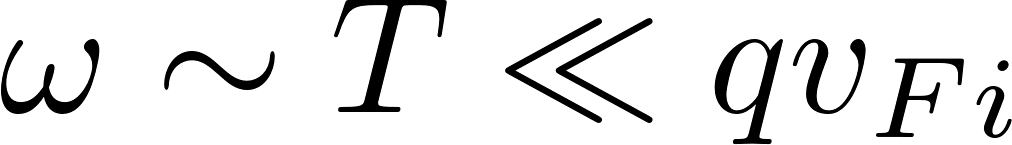 ω ∼ T ≪ qv_{Fi}